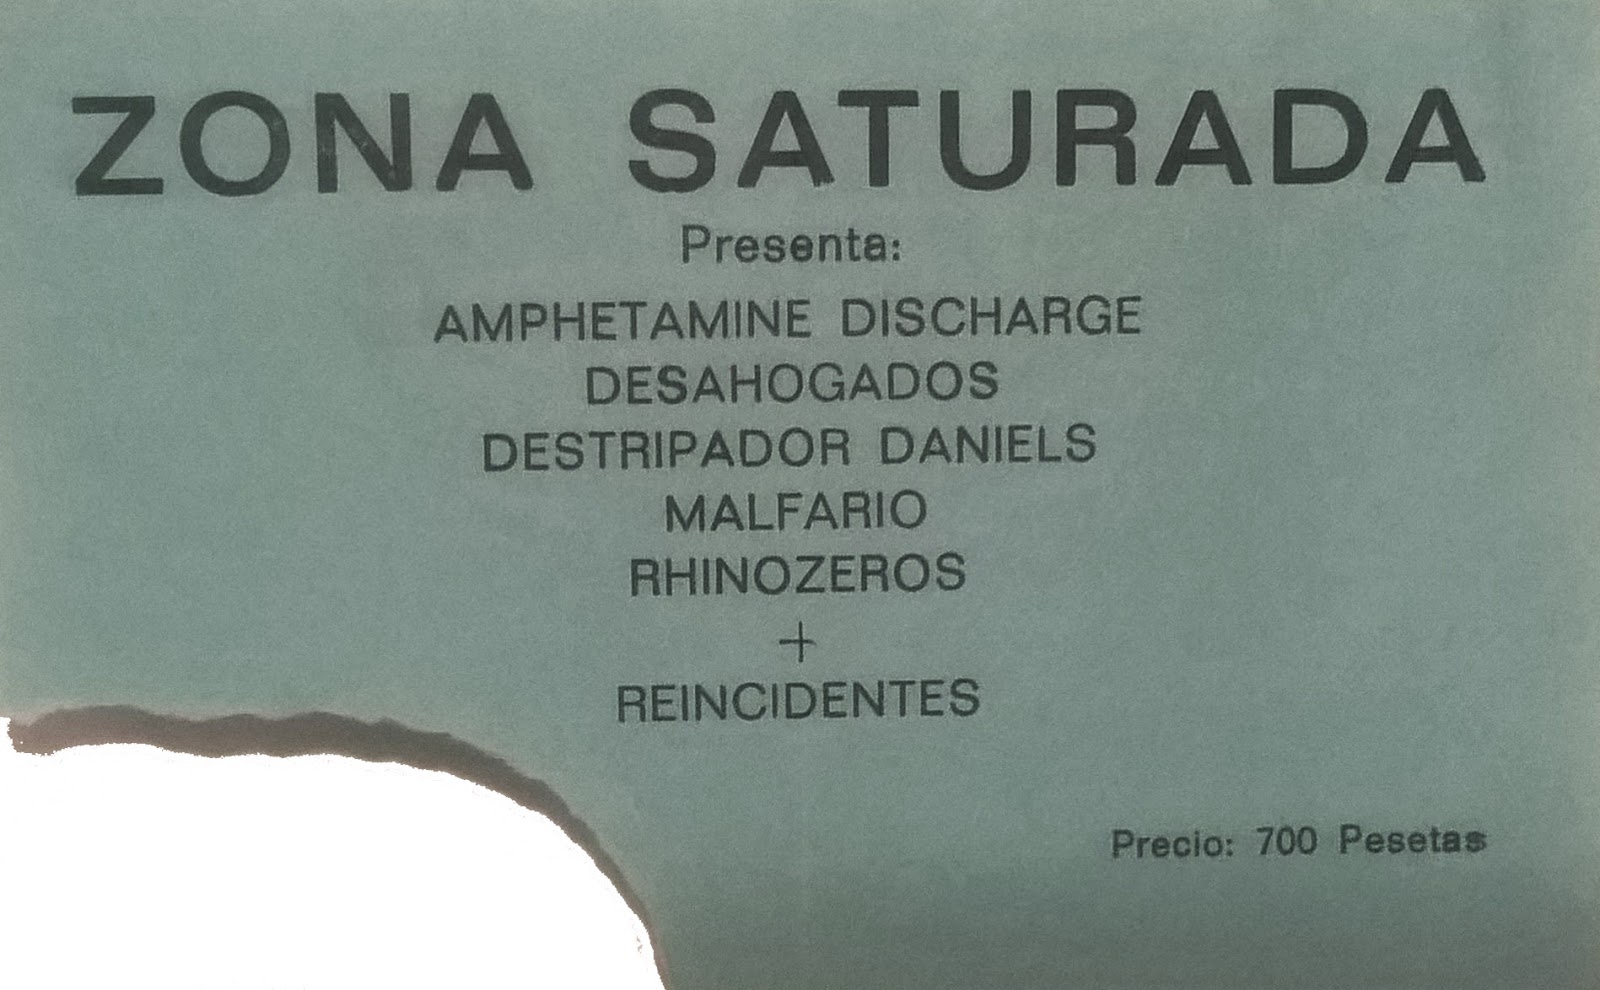 ZONA SATURADA
Presenta:
AMPHETAMINE DISCHARGE
DESAHOGADOS
DESTRIPADOR DANIELS
MALFARIO
RHINOZEROS
+
REINCIDENTES
Precio: 700 Pesetas